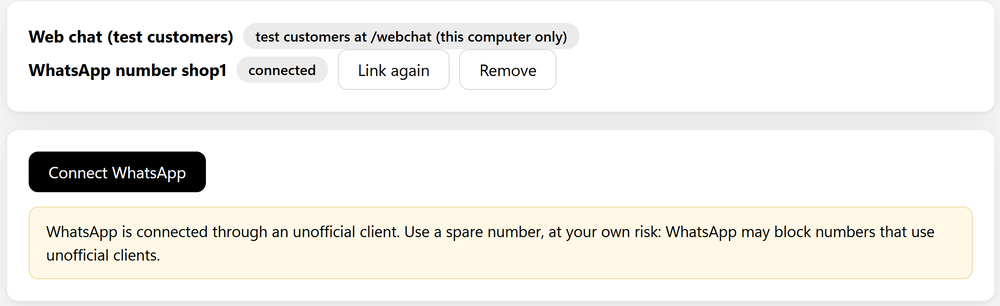 Web chat (test customers) test customers at /webchat (this computer only)
WhatsApp number shop1 connected Link again Remove
Connect WhatsApp
WhatsApp is connected through an unofficial client. Use a spare number, at your own risk: WhatsApp may block numbers that use
unofficial clients.